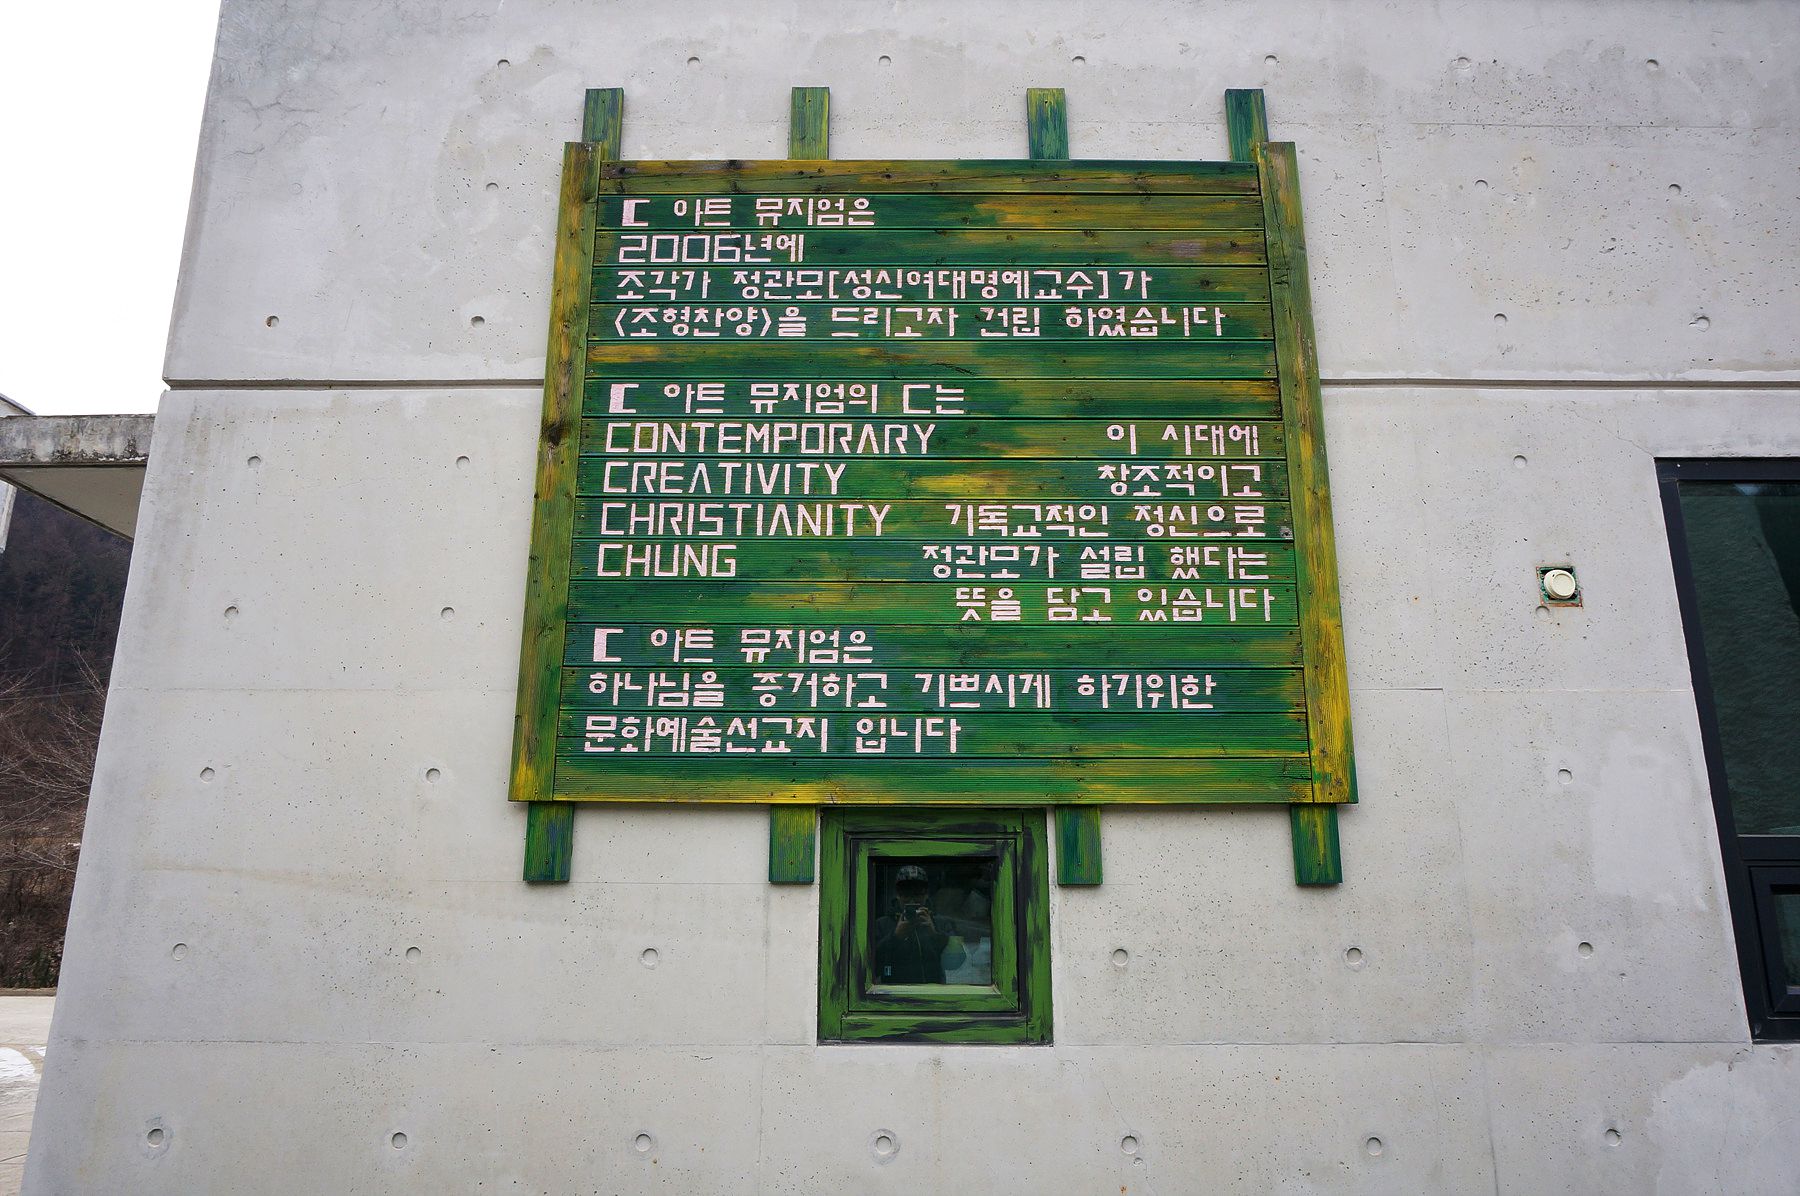 C 아트 뮤지엄은
2006년에
조각가 정관모[성신여대명예교수]가
<조형찬양>을 드리고자 건립 하였습니다
C 아트 뮤지엄의 C는
CONTEMPORARY 이 시대에
CREATIVITY 창조적이고
CHRISTIANITY 기독교적인 정신으로
CHUNG 정관모가 설립 했다는
뜻을 담고 있습니다
C 아트 뮤지엄은
하나님을 증거하고 기쁘시게 하기위한
문화예술선교지 입니다